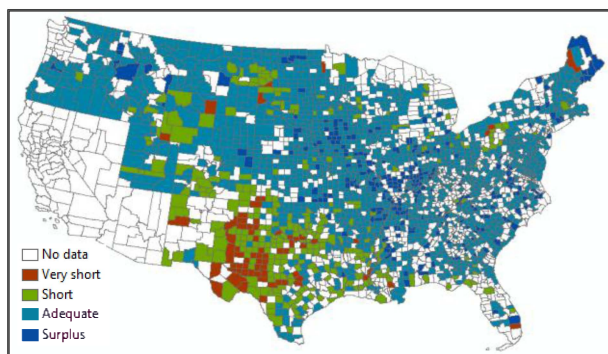 No data
Very short
Short
Adequate
Surplus